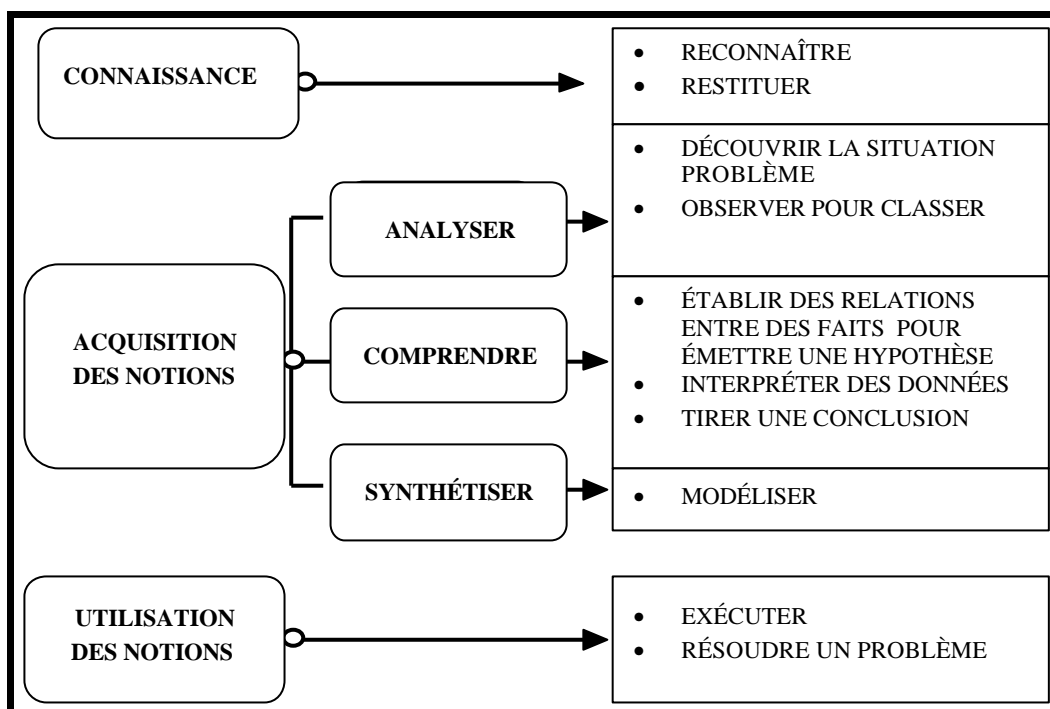 CONNAISSANCE
• RECONNAÎTRE
• RESTITUER
ACQUISITION
DES NOTIONS
ANALYSER
• DÉCOUVRIR LA SITUATION
PROBLÈME
• OBSERVER POUR CLASSER
COMPRENDRE
• ÉTABLIR DES RELATIONS
ENTRE DES FAITS POUR
ÉMETTRE UNE HYPOTHÈSE
• INTERPRÉTER DES DONNÉES
• TIRER UNE CONCLUSION
SYNTHÉTISER
• MODÉLISER
UTILISATION
DES NOTIONS
• EXÉCUTER
• RÉSOUDRE UN PROBLÈME